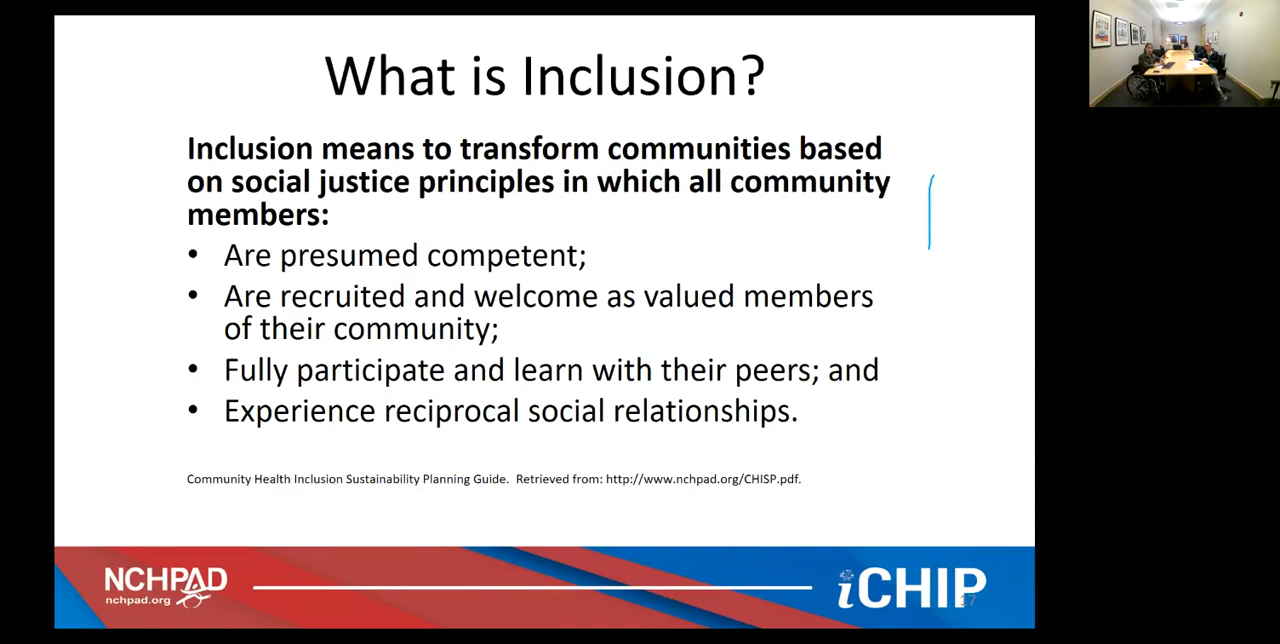 What is Inclusion?
Inclusion means to transform communities based
on social justice principles in which all community
members:
• Are presumed competent;
• Are recruited and welcome as valued members
of their community;
• Fully participate and learn with their peers; and
• Experience reciprocal social relationships.
Community Health Inclusion Sustainability Planning Guide. Retrieved from: http://www.nchpad.org/CHISP.pdf.
NCHPAD
nchpad.org
iCHIP
17